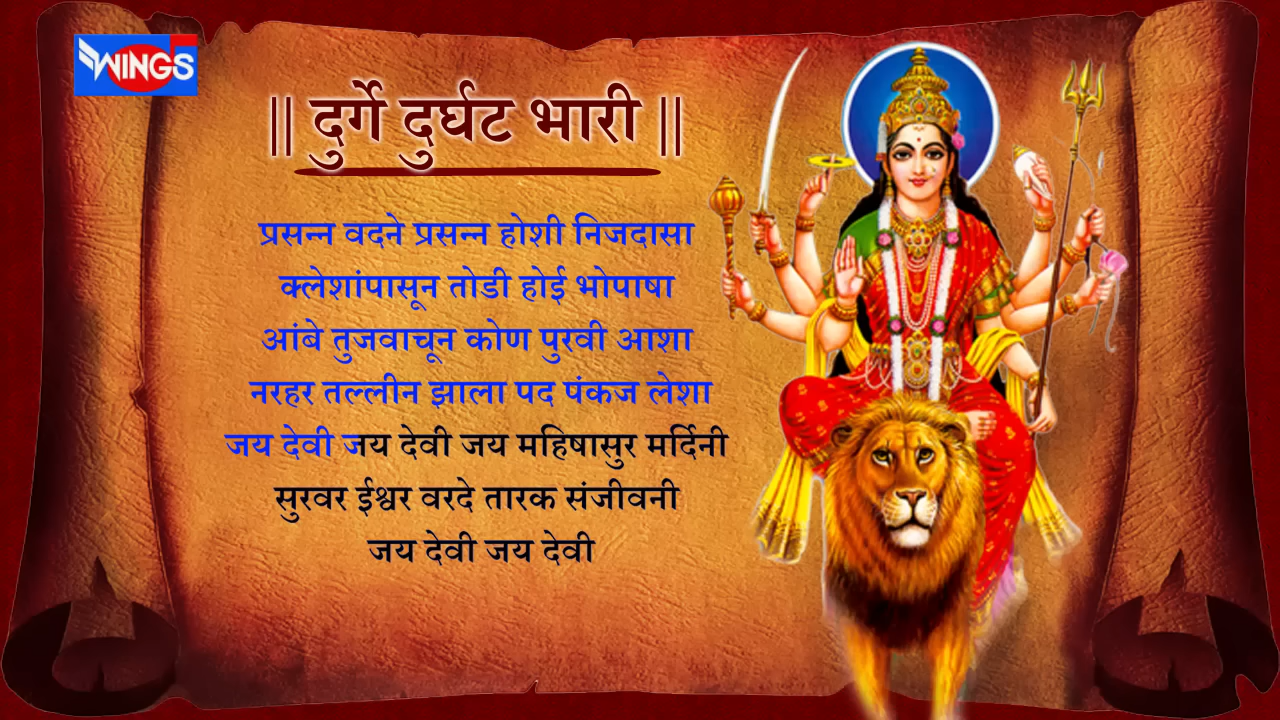 WINGS
|| दुर्गे दुर्घट भारी ||
प्रसन्न वदने प्रसन्न होशी निजदासा
क्लेशांपासून तोडी होई भोपाषा
आंबे तुजवाचून कोण पुरवी आशा
नरहर तल्लीन झाला पद पंकज लेशा
जय देवी जय देवी जय महिषासुर मर्दिनी
सुरवर ईश्वर वरदे तारक संजीवनी
जय देवी जय देवी